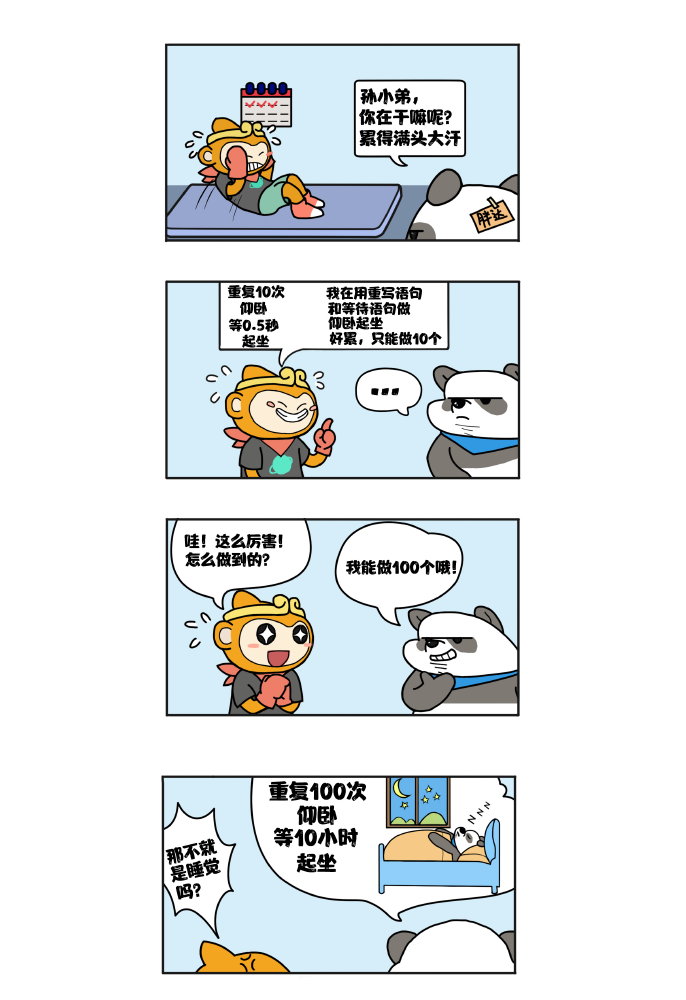 孙小弟，
你在干嘛呢？
累得满头大汗
胖达
重复10次
仰卧
等0.5秒
起坐
我在用重写语句
和等待语句做
仰卧起坐
好累，只能做10个
...
哇！这么厉害！
怎么做到的？
我能做100个哦！
那不就
是睡觉
吗？
重复100次
仰卧
等10小时
起坐
Z Z Z